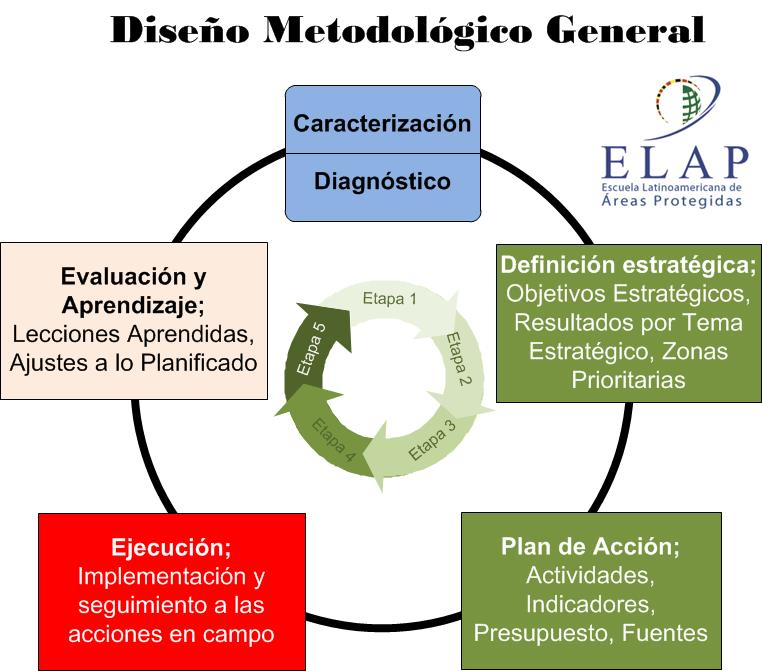 Diseño Metodológico General
ELAP
Escuela Latinoamericana de
Áreas Protegidas
Caracterización
Diagnóstico
Definición estratégica;
Objetivos Estratégicos,
Resultados por Tema
Estratégico, Zonas
Prioritarias
Plan de Acción;
Actividades,
Indicadores,
Presupuesto, Fuentes
Ejecución;
Implementación y
seguimiento a las
acciones en campo
Evaluación y
Aprendizaje;
Lecciones Aprendidas,
Ajustes a lo Planificado
Etapa 1
Etapa 2
Etapa 3
Etapa 4
Etapa 5